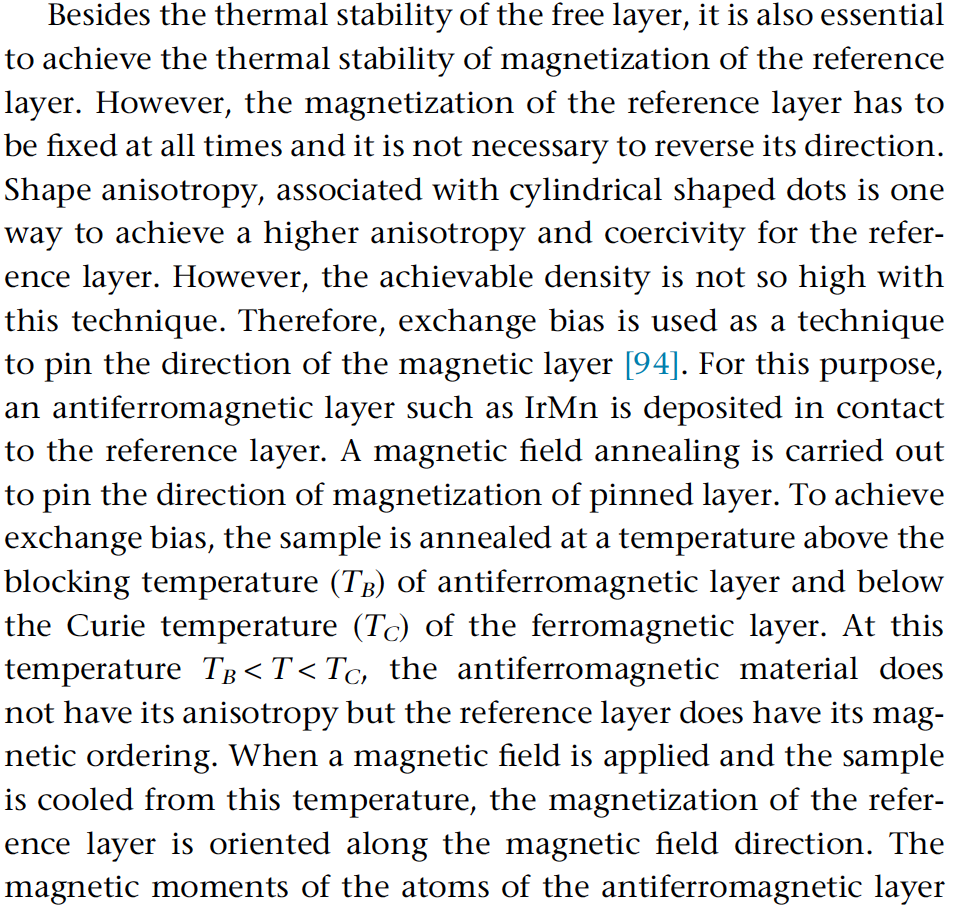 Besides the thermal stability of the free layer, it is also essential
to achieve the thermal stability of magnetization of the reference
layer. However, the magnetization of the reference layer has to
be fixed at all times and it is not necessary to reverse its direction.
Shape anisotropy, associated with cylindrical shaped dots is one
way to achieve a higher anisotropy and coercivity for the refer-
ence layer. However, the achievable density is not so high with
this technique. Therefore, exchange bias is used as a technique
to pin the direction of the magnetic layer [94]. For this purpose,
an antiferromagnetic layer such as IrMn is deposited in contact
to the reference layer. A magnetic field annealing is carried out
to pin the direction of magnetization of pinned layer. To achieve
exchange bias, the sample is annealed at a temperature above the
blocking temperature (T_B) of antiferromagnetic layer and below
the Curie temperature (T_C) of the ferromagnetic layer. At this
temperature T_B < T < T_C, the antiferromagnetic material does
not have its anisotropy but the reference layer does have its mag-
netic ordering. When a magnetic field is applied and the sample
is cooled from this temperature, the magnetization of the refer-
ence layer is oriented along the magnetic field direction. The
magnetic moments of the atoms of the antiferromagnetic layer